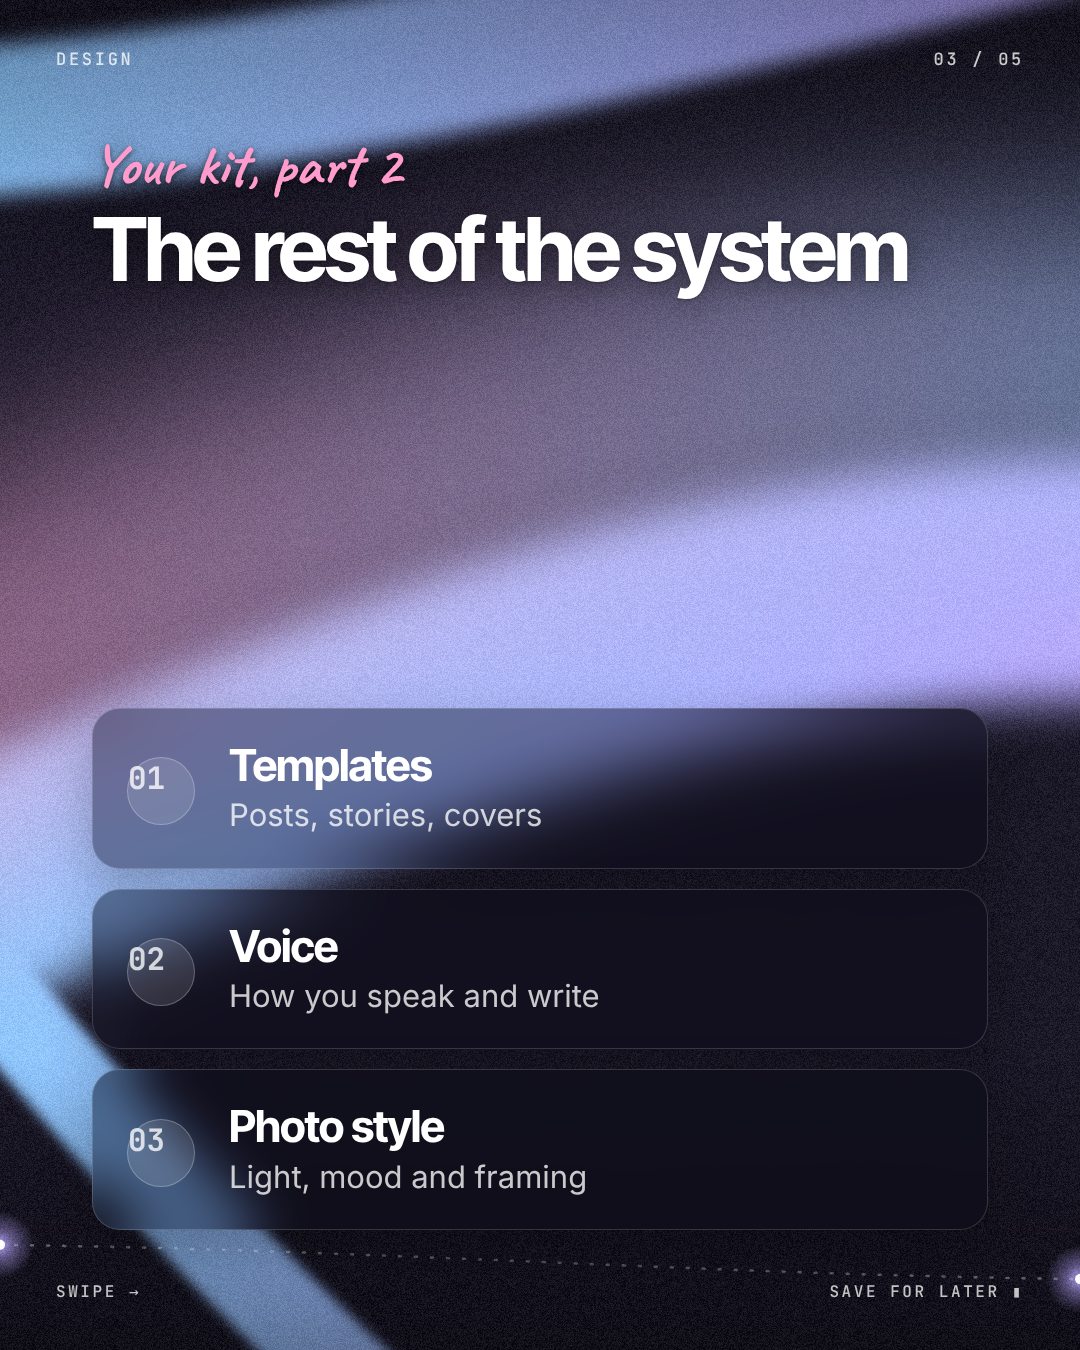 DESIGN
03 / 05
Your kit, part 2
The rest of the system
01
Templates
Posts, stories, covers
02
Voice
How you speak and write
03
Photo style
Light, mood and framing
SWIPE →
SAVE FOR LATER ▮